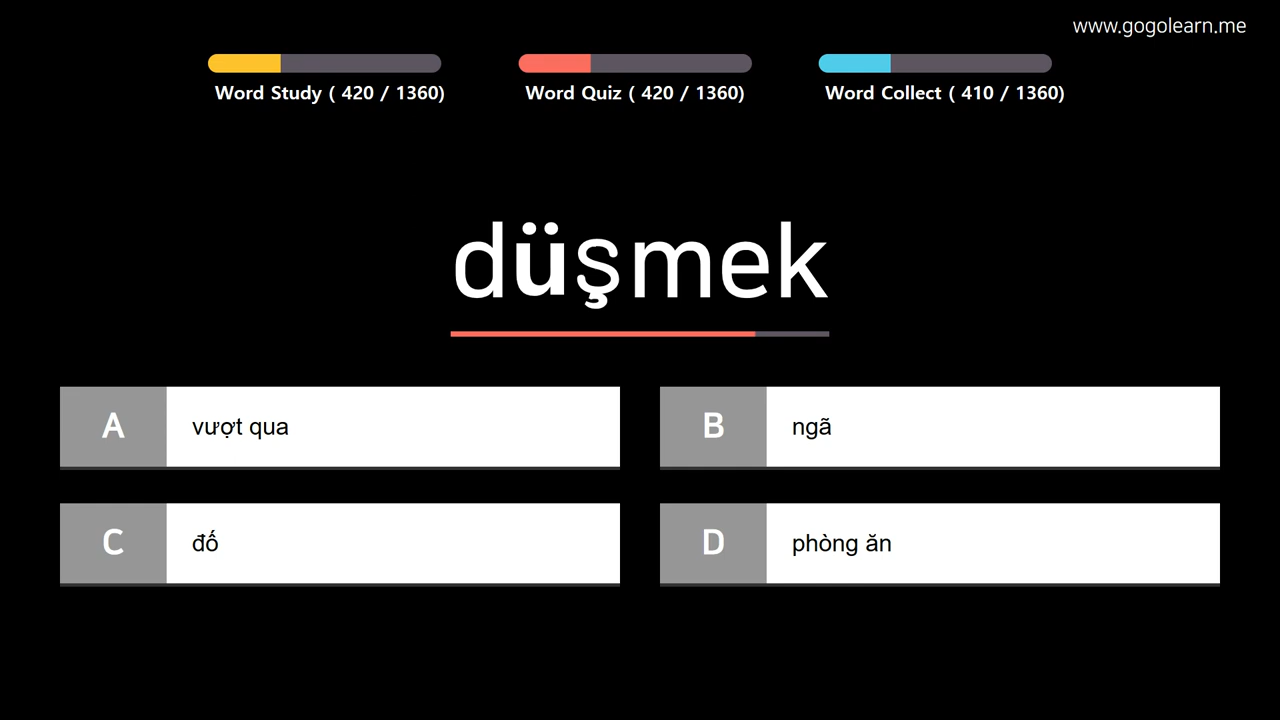 www.gogolearn.me
Word Study ( 420 / 1360)
Word Quiz ( 420 / 1360)
Word Collect ( 410 / 1360)
düşmek
A vượt qua
B ngã
C đố
D phòng ăn